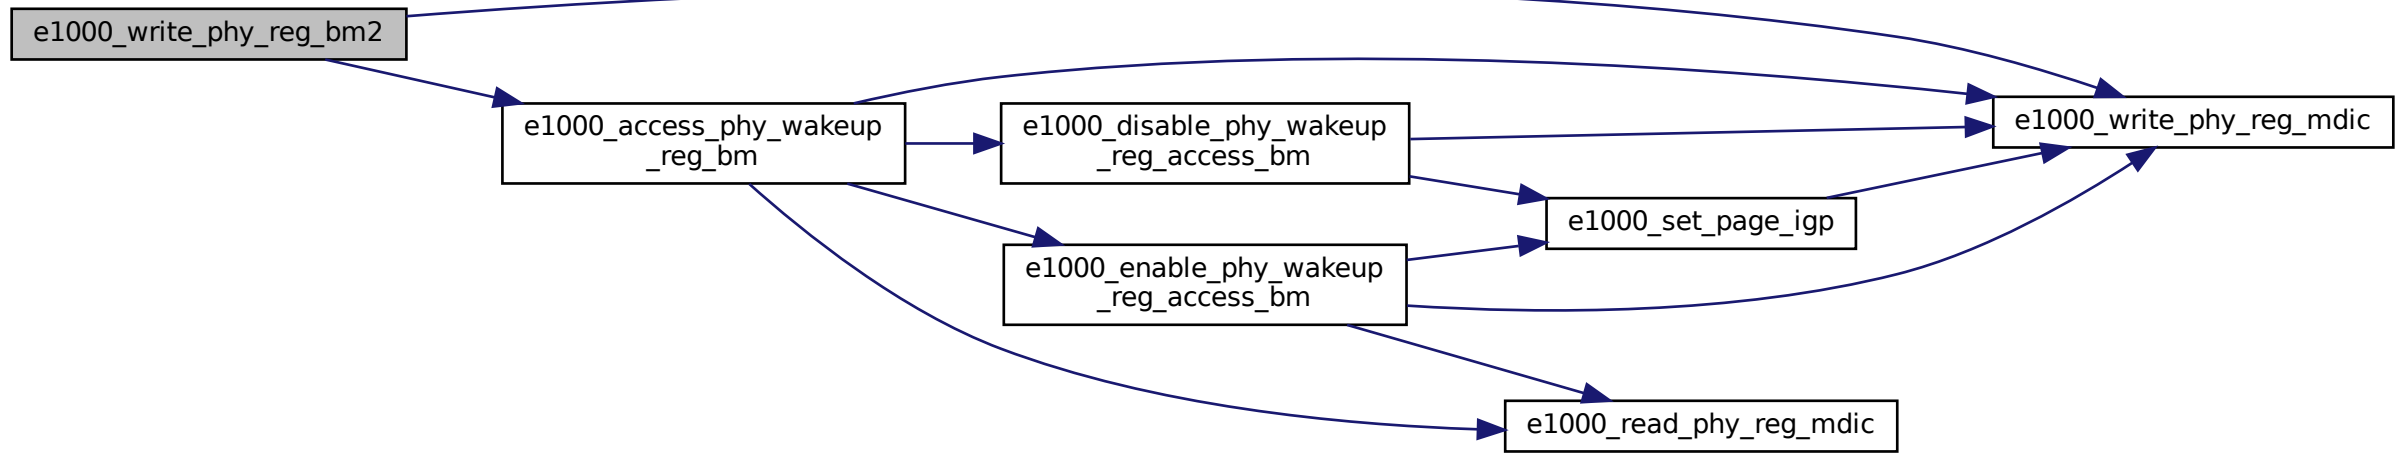 e1000_write_phy_reg_bm2
e1000_access_phy_wakeup
_reg_bm
e1000_disable_phy_wakeup
_reg_access_bm
e1000_write_phy_reg_mdic
e1000_set_page_igp
e1000_enable_phy_wakeup
_reg_access_bm
e1000_read_phy_reg_mdic